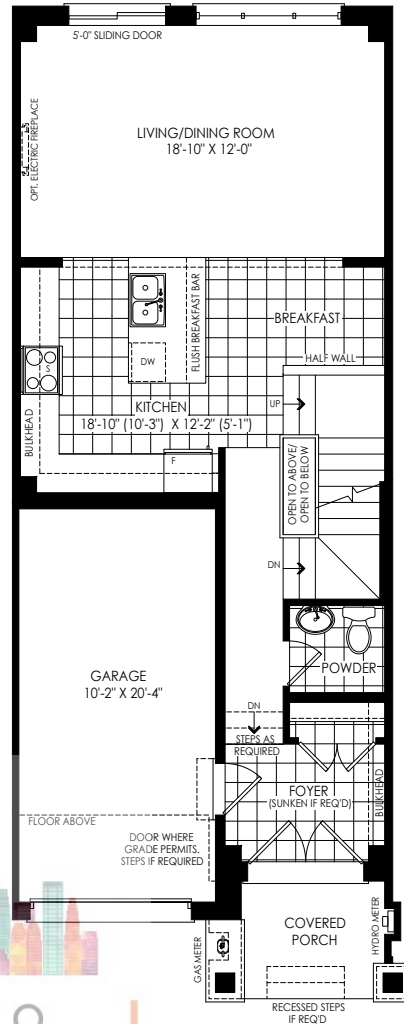 5'-0" SLIDING DOOR
OPT. ELECTRIC FIREPLACE
LIVING/DINING ROOM
18'-10" X 12'-0"
FLUSH BREAKFAST BAR
BREAKFAST
DW
HALF WALL
S
BULKHEAD
KITCHEN
18'-10" (10'-3") X 12'-2" (5'-1")
UP
F
OPEN TO ABOVE/
OPEN TO BELOW
DN
POWDER
GARAGE
10'-2" X 20'-4"
DN
STEPS AS
REQUIRED
FOYER
(SUNKEN IF REQ'D)
BULKHEAD
FLOOR ABOVE
DOOR WHERE
GRADE PERMITS.
STEPS IF REQUIRED
GAS METER
COVERED
PORCH
HYDRO METER
RECESSED STEPS
IF REQ'D